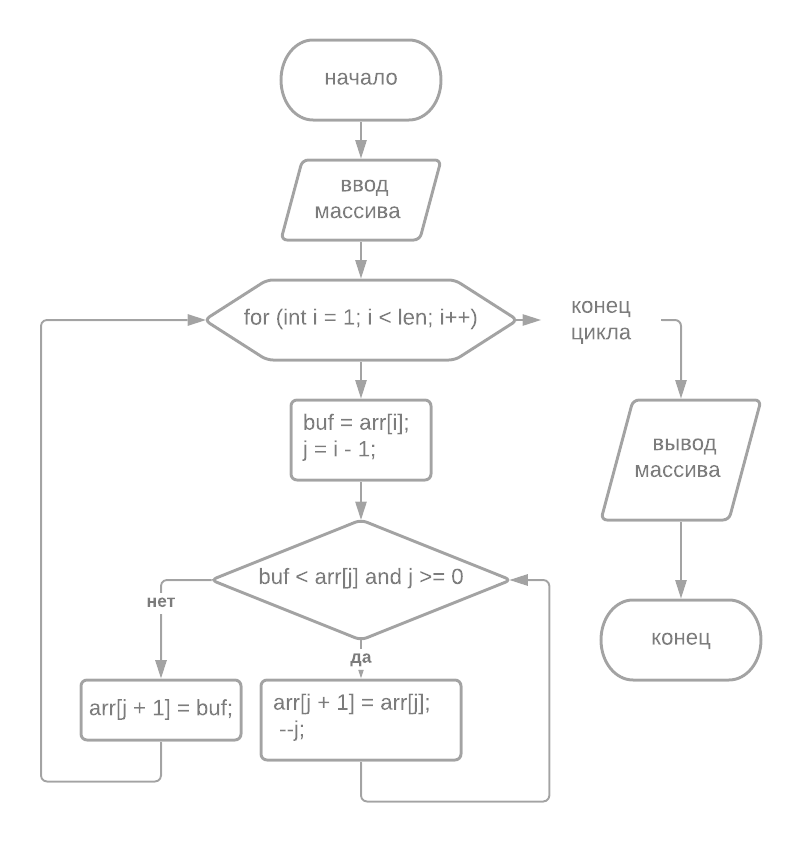 начало
ввод
массива
for (int i = 1; i < len; i++)
конец
цикла
buf = arr[i];
j = i - 1;
вывод
массива
buf < arr[j] and j >= 0
нет
да
конец
arr[j + 1] = buf;
arr[j + 1] = arr[j];
--j;